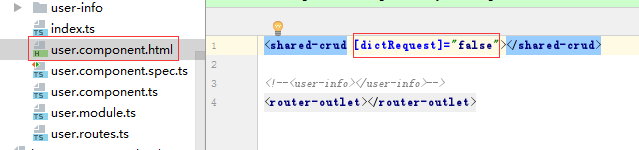 user-info
index.ts
user.component.html
user.component.spec.ts
user.component.ts
user.module.ts
user.routes.ts
1 <shared-crud [dictRequest]="false"></shared-crud>
2
3 <!--<user-info></user-info>-->
4 <router-outlet></router-outlet>